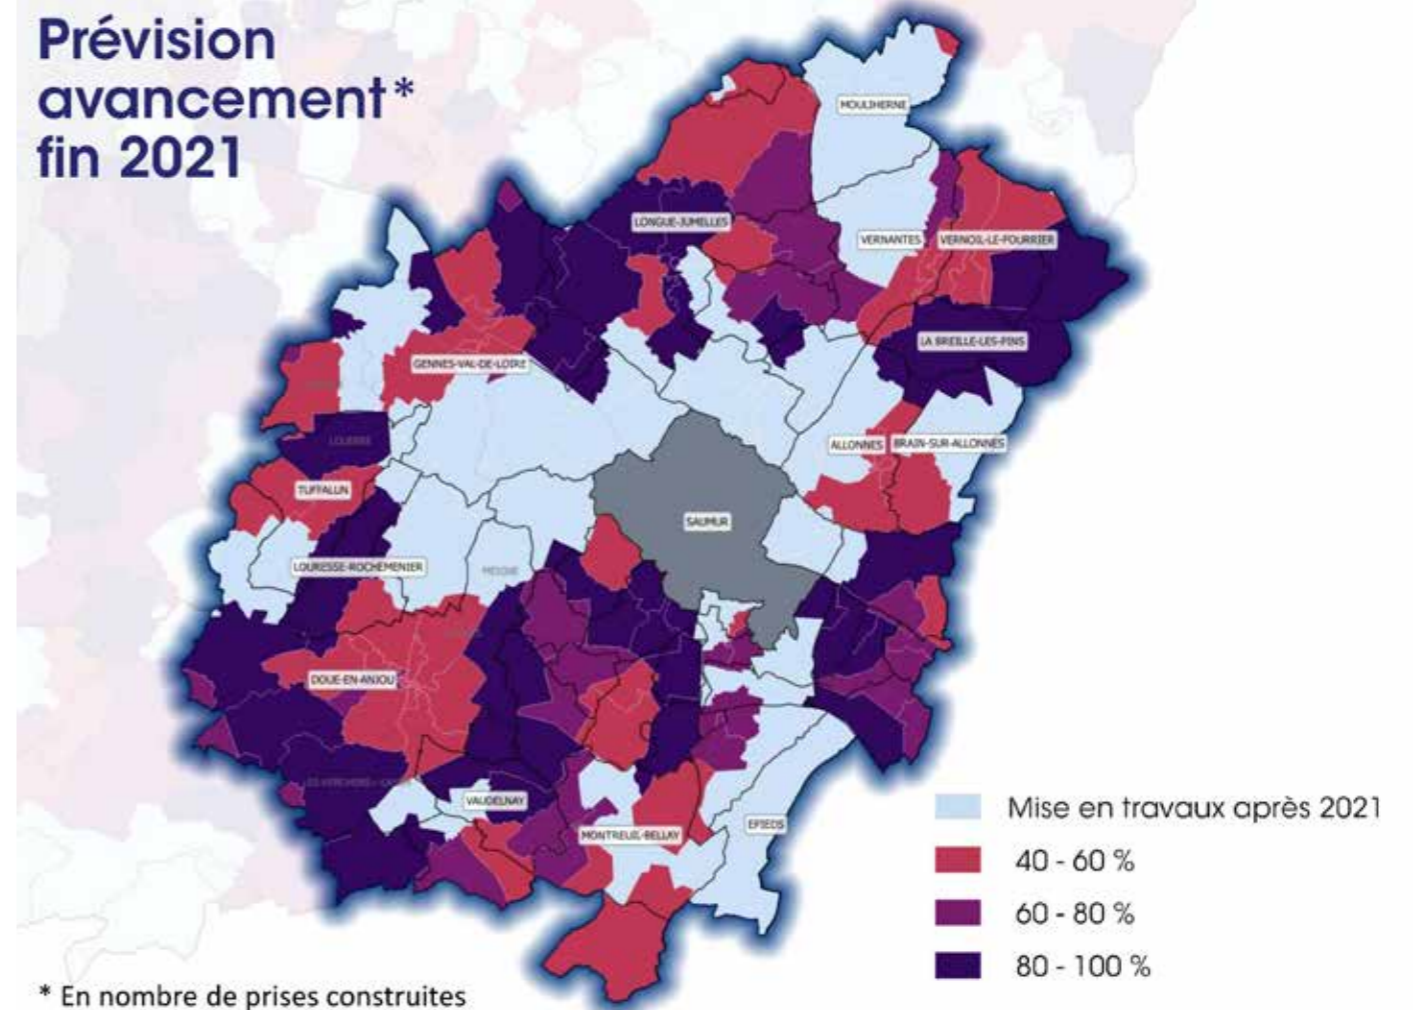 Prévision
avancement*
fin 2021
MOULIHERNE
LONGUE-JUMELLES
VERNANTES
VERNOIL-LE-FOURRIER
LA BREILLE-LES-PINS
GENNES-VAL-DE-LOIRE
LOUERRE
ALLONNES
BRAIN-SUR-ALLONNES
TUFFALUN
SAUMUR
LOURESSE-ROCHEMENIER
MEIGNE
DOUE-EN-ANJOU
VAUDELNAY
MONTREUIL-BELLAY
EPIEDS
Mise en travaux après 2021
40 - 60 %
60 - 80 %
80 - 100 %
* En nombre de prises construites